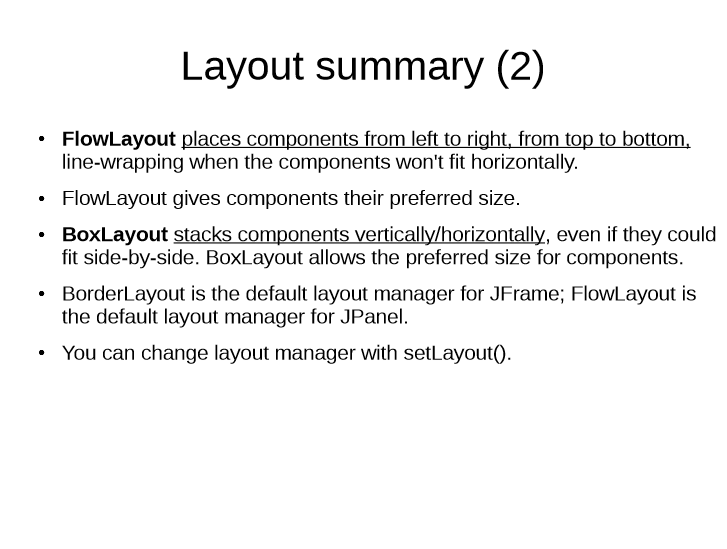 Layout summary (2)
• FlowLayout places components from left to right, from top to bottom,
line-wrapping when the components won't fit horizontally.
• FlowLayout gives components their preferred size.
• BoxLayout stacks components vertically/horizontally, even if they could
fit side-by-side. BoxLayout allows the preferred size for components.
• BorderLayout is the default layout manager for JFrame; FlowLayout is
the default layout manager for JPanel.
• You can change layout manager with setLayout().